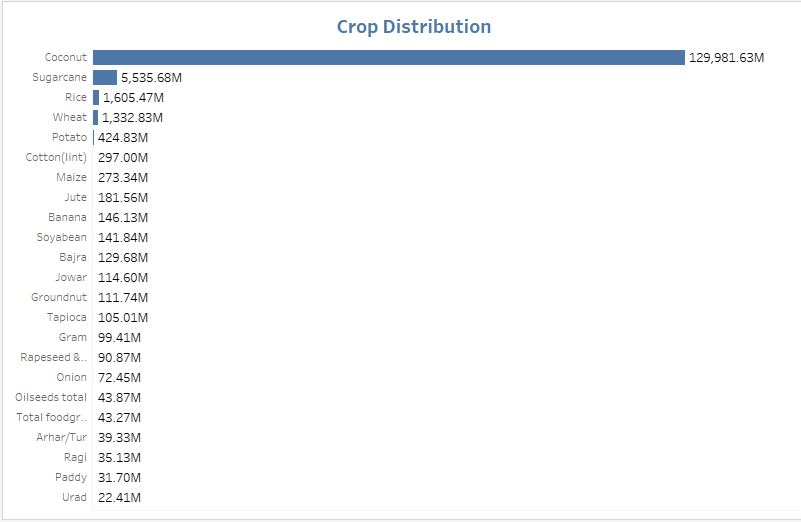 Crop Distribution
Coconut 129,981.63M
Sugarcane 5,535.68M
Rice 1,605.47M
Wheat 1,332.83M
Potato 424.83M
Cotton(lint) 297.00M
Maize 273.34M
Jute 181.56M
Banana 146.13M
Soyabean 141.84M
Bajra 129.68M
Jowar 114.60M
Groundnut 111.74M
Tapioca 105.01M
Gram 99.41M
Rapeseed &.. 90.87M
Onion 72.45M
Oilseeds total 43.87M
Total foodgr.. 43.27M
Arhar/Tur 39.33M
Ragi 35.13M
Paddy 31.70M
Urad 22.41M